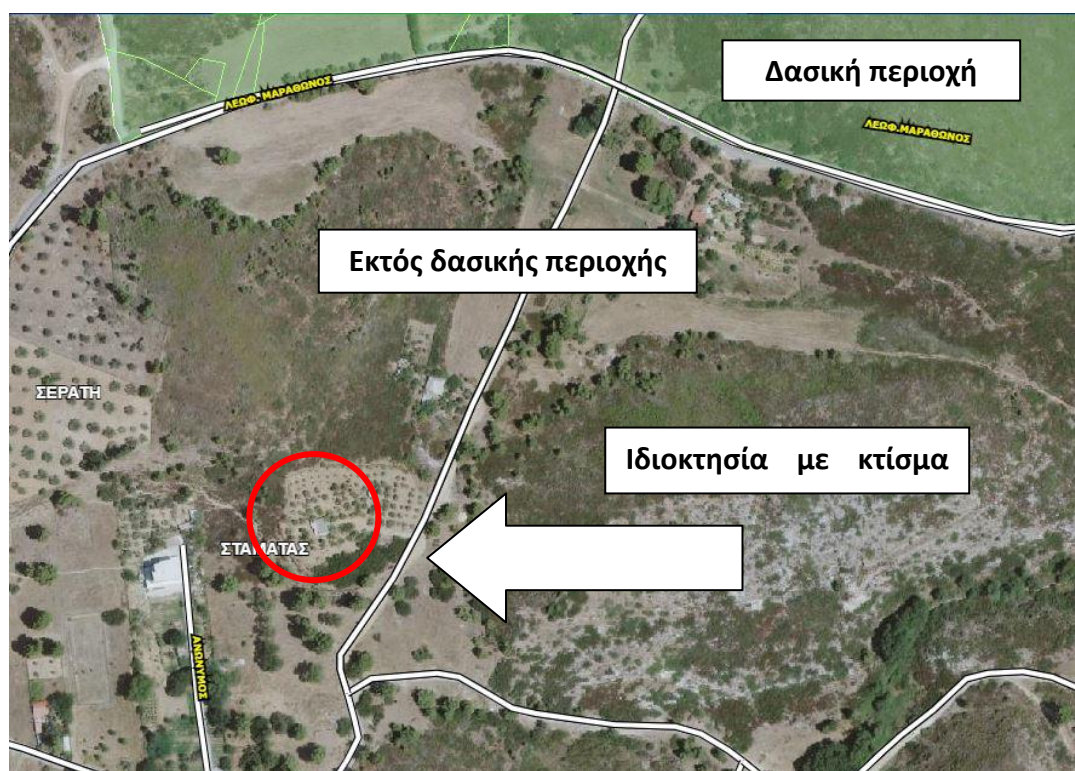 Δασική περιοχή
ΛΕΩΦ. ΜΑΡΑΘΩΝΟΣ
ΛΕΩΦ.ΜΑΡΑΘΩΝΟΣ
Εκτός δασικής περιοχής
ΣΕΡΑΤΗ
Ιδιοκτησία με κτίσμα
ΣΤΑΜΑΤΑΣ
ΑΝΩΝΥΜΟΣ